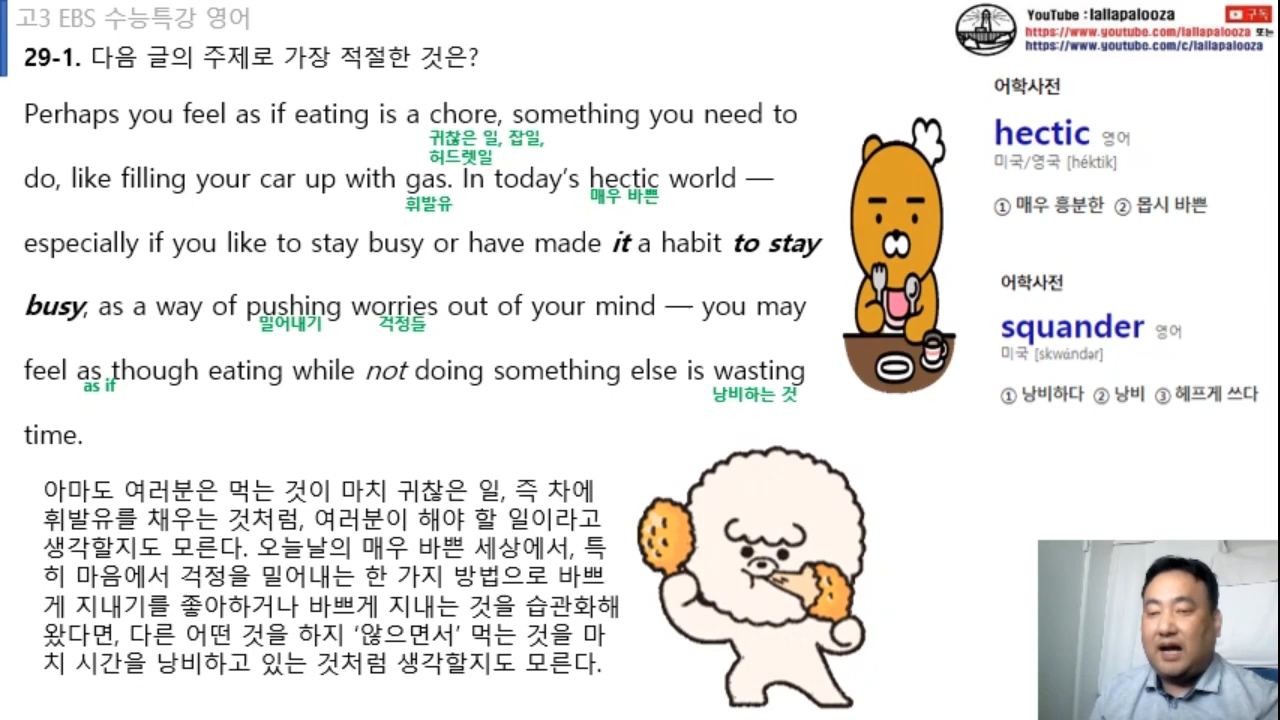 고3 EBS 수능특강 영어
YouTube : lallapalooza
구독
https://www.youtube.com/lallapalooza 또는
https://www.youtube.com/c/lallapalooza
29-1. 다음 글의 주제로 가장 적절한 것은?
Perhaps you feel as if eating is a chore, something you need to
귀찮은 일, 잡일,
허드렛일
do, like filling your car up with gas. In today's hectic world —
휘발유
매우 바쁜
especially if you like to stay busy or have made it a habit to stay
busy, as a way of pushing worries out of your mind — you may
밀어내기
걱정들
feel as though eating while not doing something else is wasting
as if
낭비하는 것
time.
어학사전
hectic 영어
미국/영국 [héktik]
① 매우 흥분한 ② 몹시 바쁜
어학사전
squander 영어
미국 [skwándər]
① 낭비하다 ② 낭비 ③ 헤프게 쓰다
아마도 여러분은 먹는 것이 마치 귀찮은 일, 즉 차에
휘발유를 채우는 것처럼, 여러분이 해야 할 일이라고
생각할지도 모른다. 오늘날의 매우 바쁜 세상에서, 특
히 마음에서 걱정을 밀어내는 한 가지 방법으로 바쁘
게 지내기를 좋아하거나 바쁘게 지내는 것을 습관화해
왔다면, 다른 어떤 것을 하지 '않으면서' 먹는 것을 마
치 시간을 낭비하고 있는 것처럼 생각할지도 모른다.